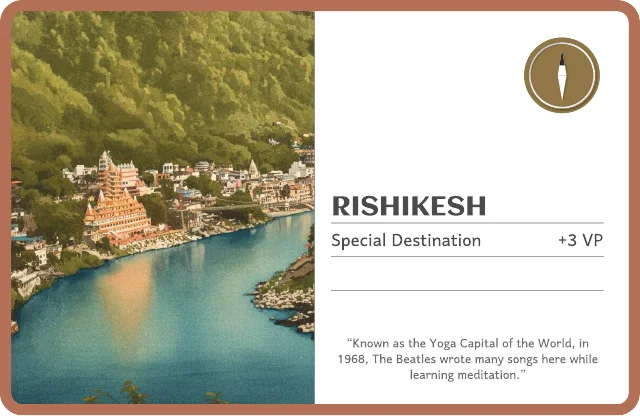 RISHIKESH
Special Destination +3 VP
“Known as the Yoga Capital of the World, in
1968, The Beatles wrote many songs here while
learning meditation.”